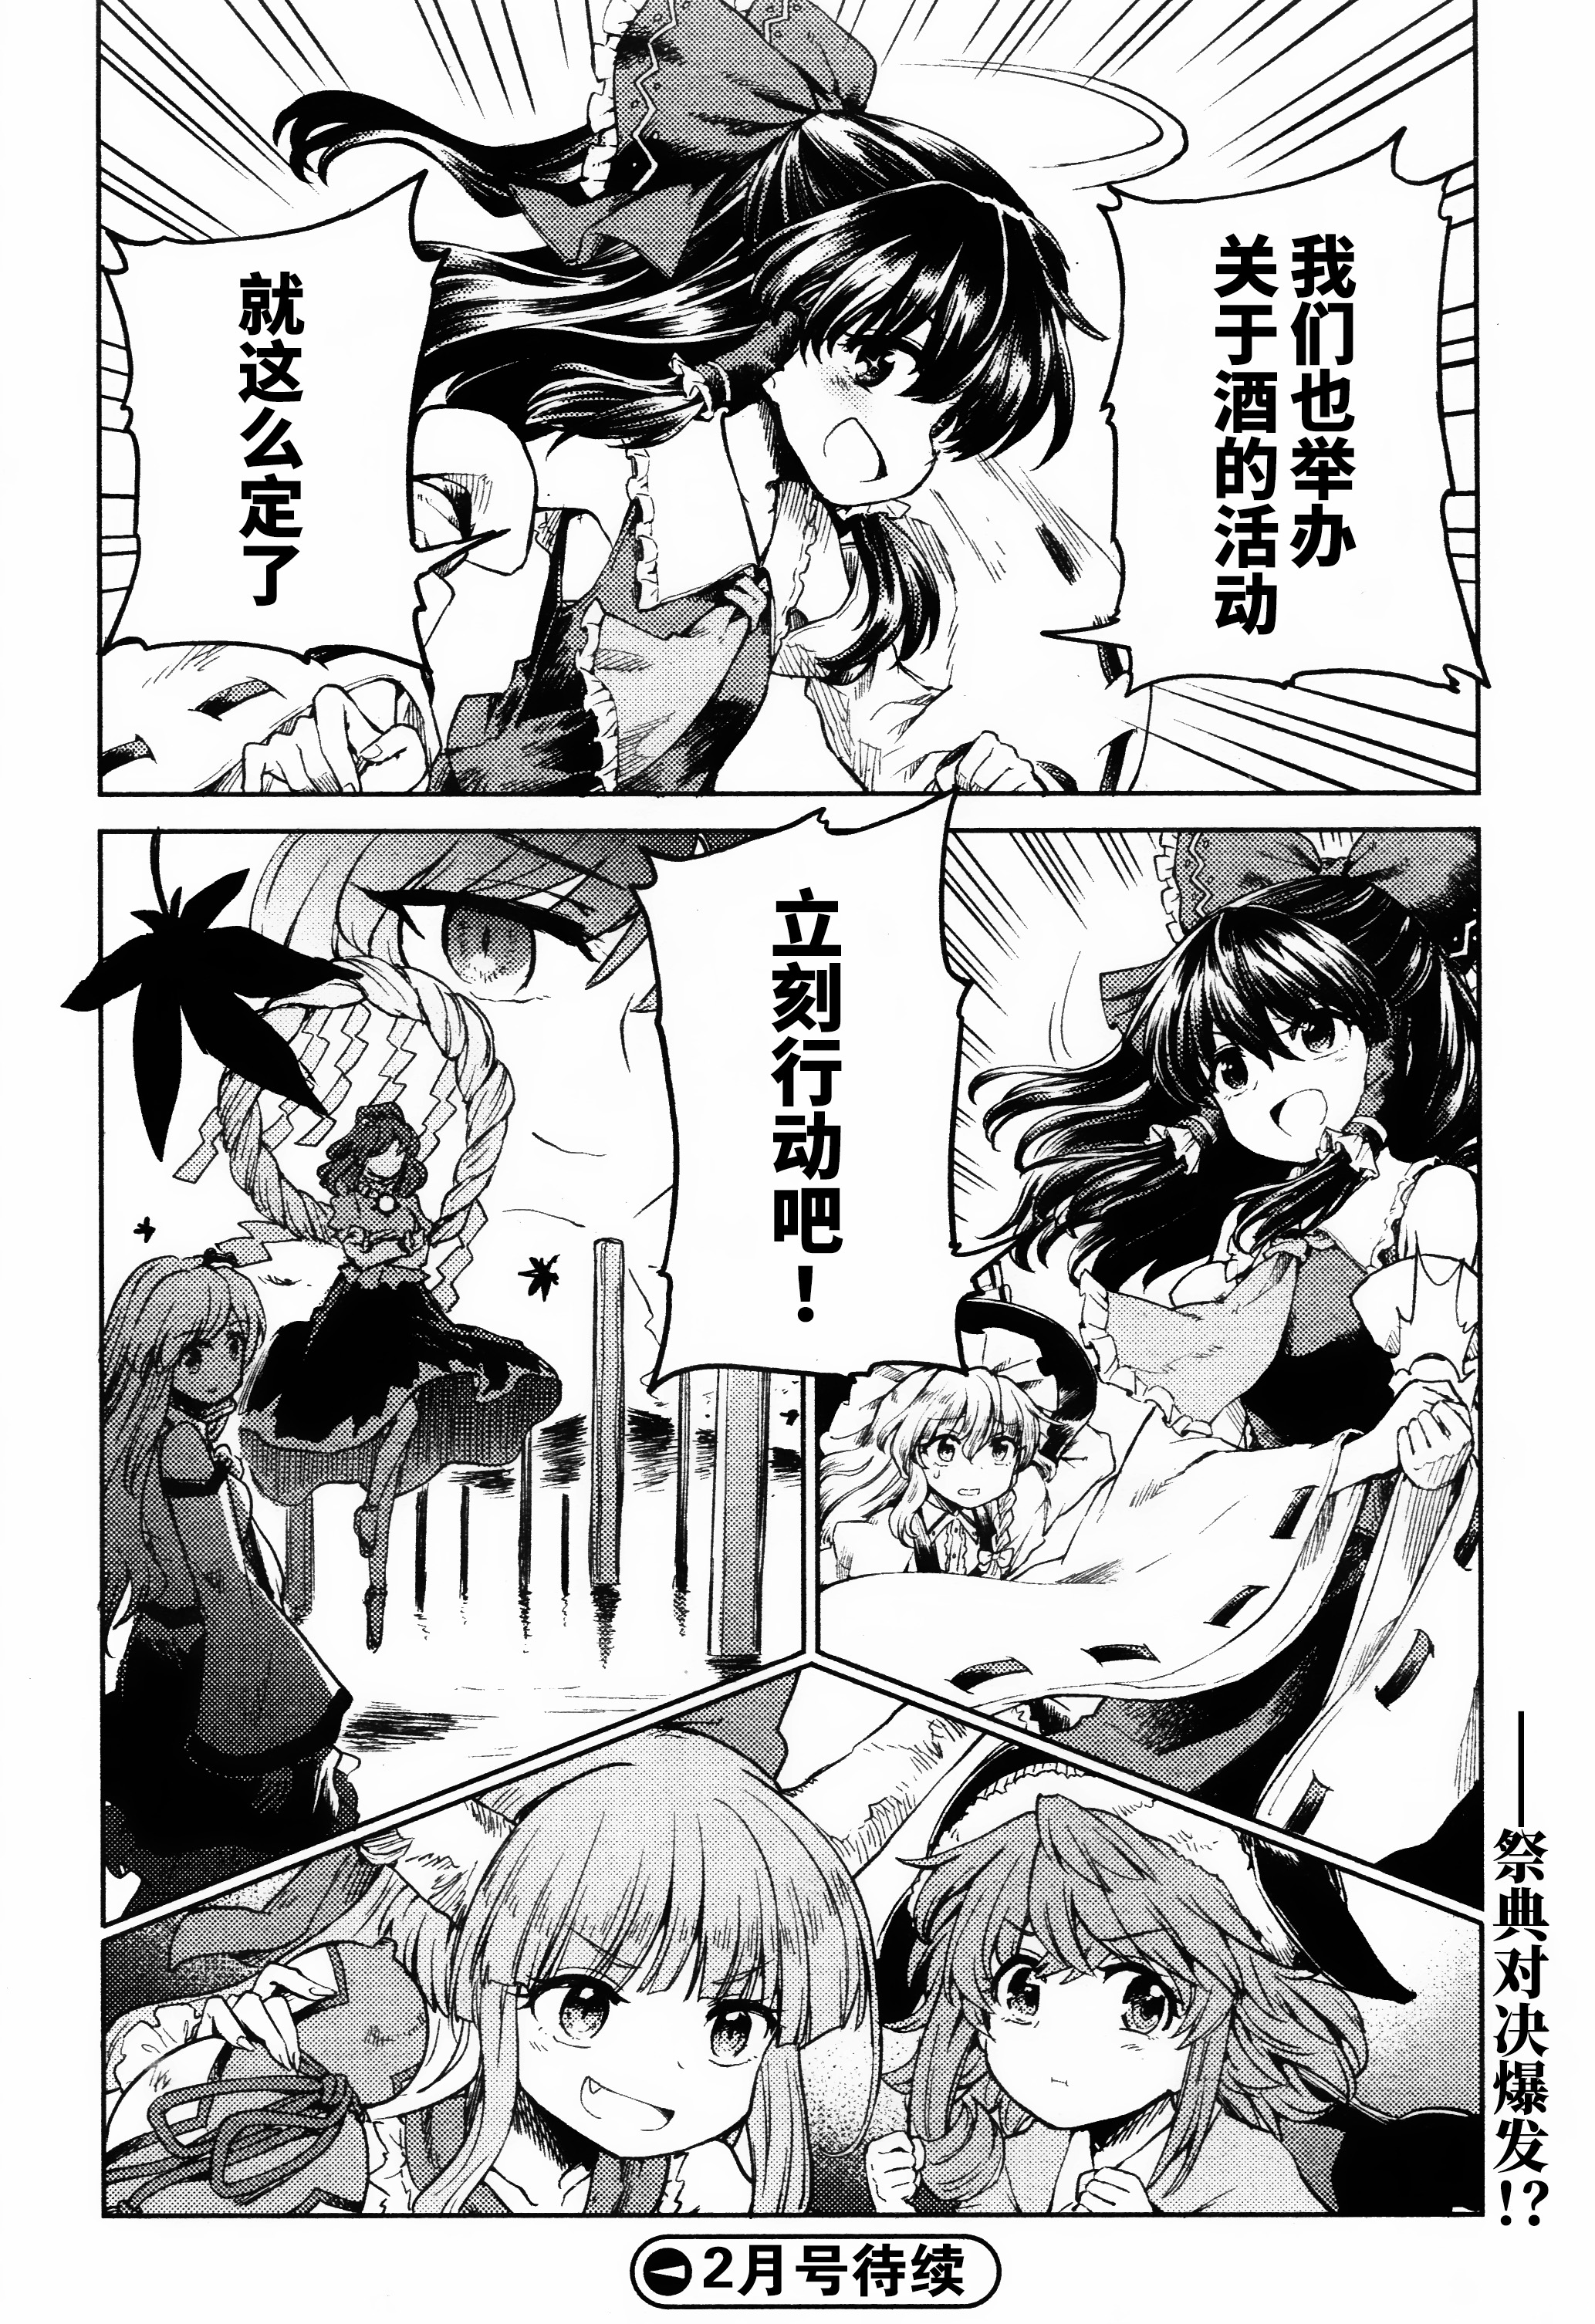 我们也举办
关于酒的活动
就这么定了
立刻行动吧！
——祭典对决爆发!?
2月号待续